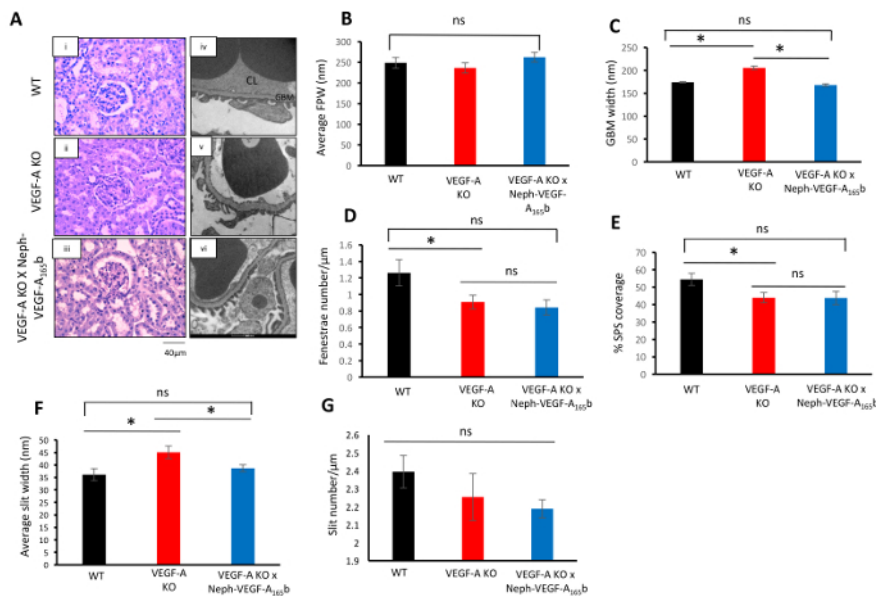 A
i
iv
WT
CL
GBM
ii
v
VEGF-A KO
iii
vi
VEGF-A KO X Neph-
VEGF-A₁₆₅b
40µm
B
ns
Average FPW (nm)
400
350
300
250
200
150
100
50
0
WT
VEGF-A
KO
VEGF-A KO x
Neph-VEGF-
A₁₆₅b
C
ns
*
*
GBM width (nm)
250
200
150
100
50
0
WT
VEGF-A
KO
VEGF-A KO x
Neph-VEGF-A₁₆₅b
D
ns
*
ns
Fenestrae number/µm
1.6
1.4
1.2
1
0.8
0.6
0.4
0.2
0
WT
VEGF-A
KO
VEGF-A KO x
Neph-VEGF-A₁₆₅b
E
ns
*
ns
% SPS coverage
70
60
50
40
30
20
10
0
WT
VEGF-A
KO
VEGF-A KO x
Neph-VEGF-A₁₆₅b
F
ns
*
*
Average slit width (nm)
50
45
40
35
30
25
20
15
10
5
0
WT
VEGF-A
KO
VEGF-A KO x
Neph-VEGF-A₁₆₅b
G
ns
Slit number/µm
2.6
2.5
2.4
2.3
2.2
2.1
2
1.9
WT
VEGF-A KO
VEGF-A KO x
Neph-VEGF-A₁₆₅b